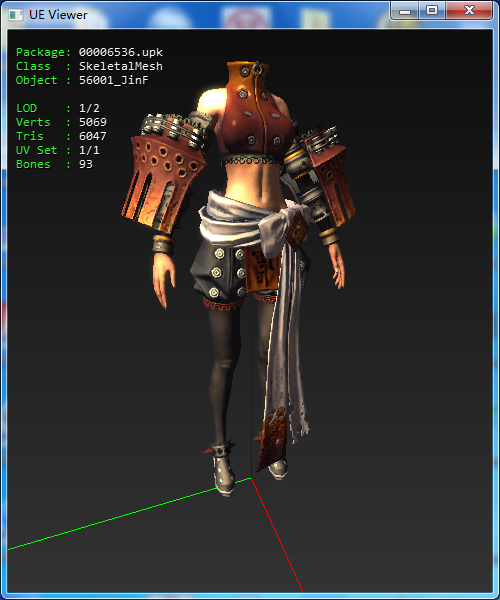 UE Viewer
Package: 00006536.upk
Class : SkeletalMesh
Object : 56001_JinF
LOD : 1/2
Verts : 5069
Tris : 6047
UV Set : 1/1
Bones : 93